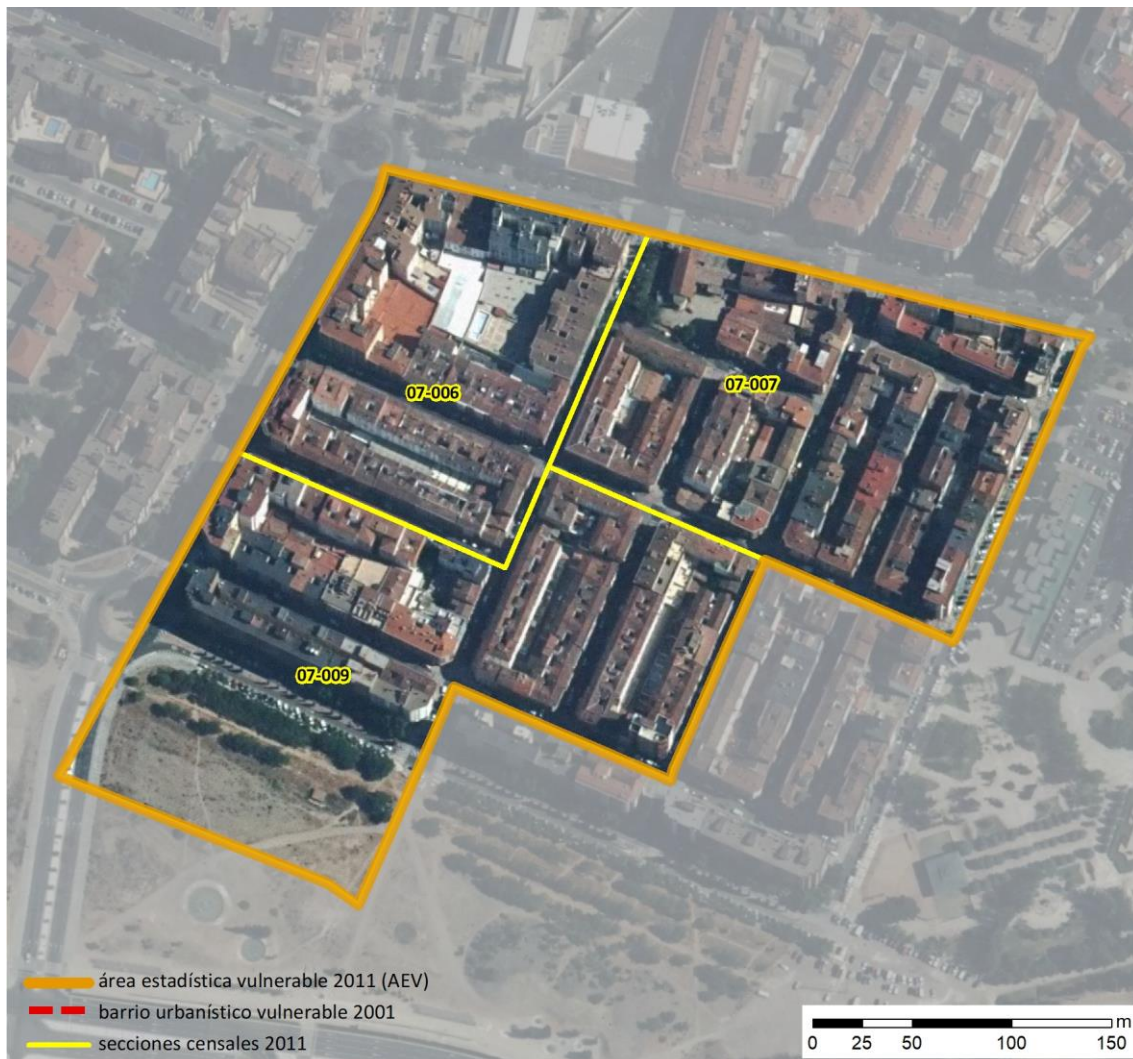 07-006
07-007
07-009
área estadística vulnerable 2011 (AEV)
barrio urbanístico vulnerable 2001
secciones censales 2011
m
0 25 50 100 150